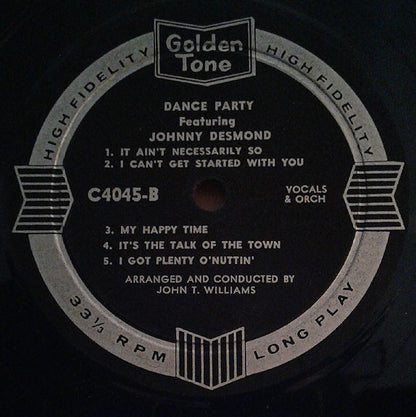 Golden
Tone
HIGH FIDELITY
HIGH FIDELITY
DANCE PARTY
Featuring
JOHNNY DESMOND
1. IT AIN'T NECESSARILY SO
2. I CAN'T GET STARTED WITH YOU
C4045-B
VOCALS
& ORCH
3. MY HAPPY TIME
4. IT'S THE TALK OF THE TOWN
5. I GOT PLENTY O'NUTTIN'
ARRANGED AND CONDUCTED BY
JOHN T. WILLIAMS
33⅓ RPM
LONG PLAY